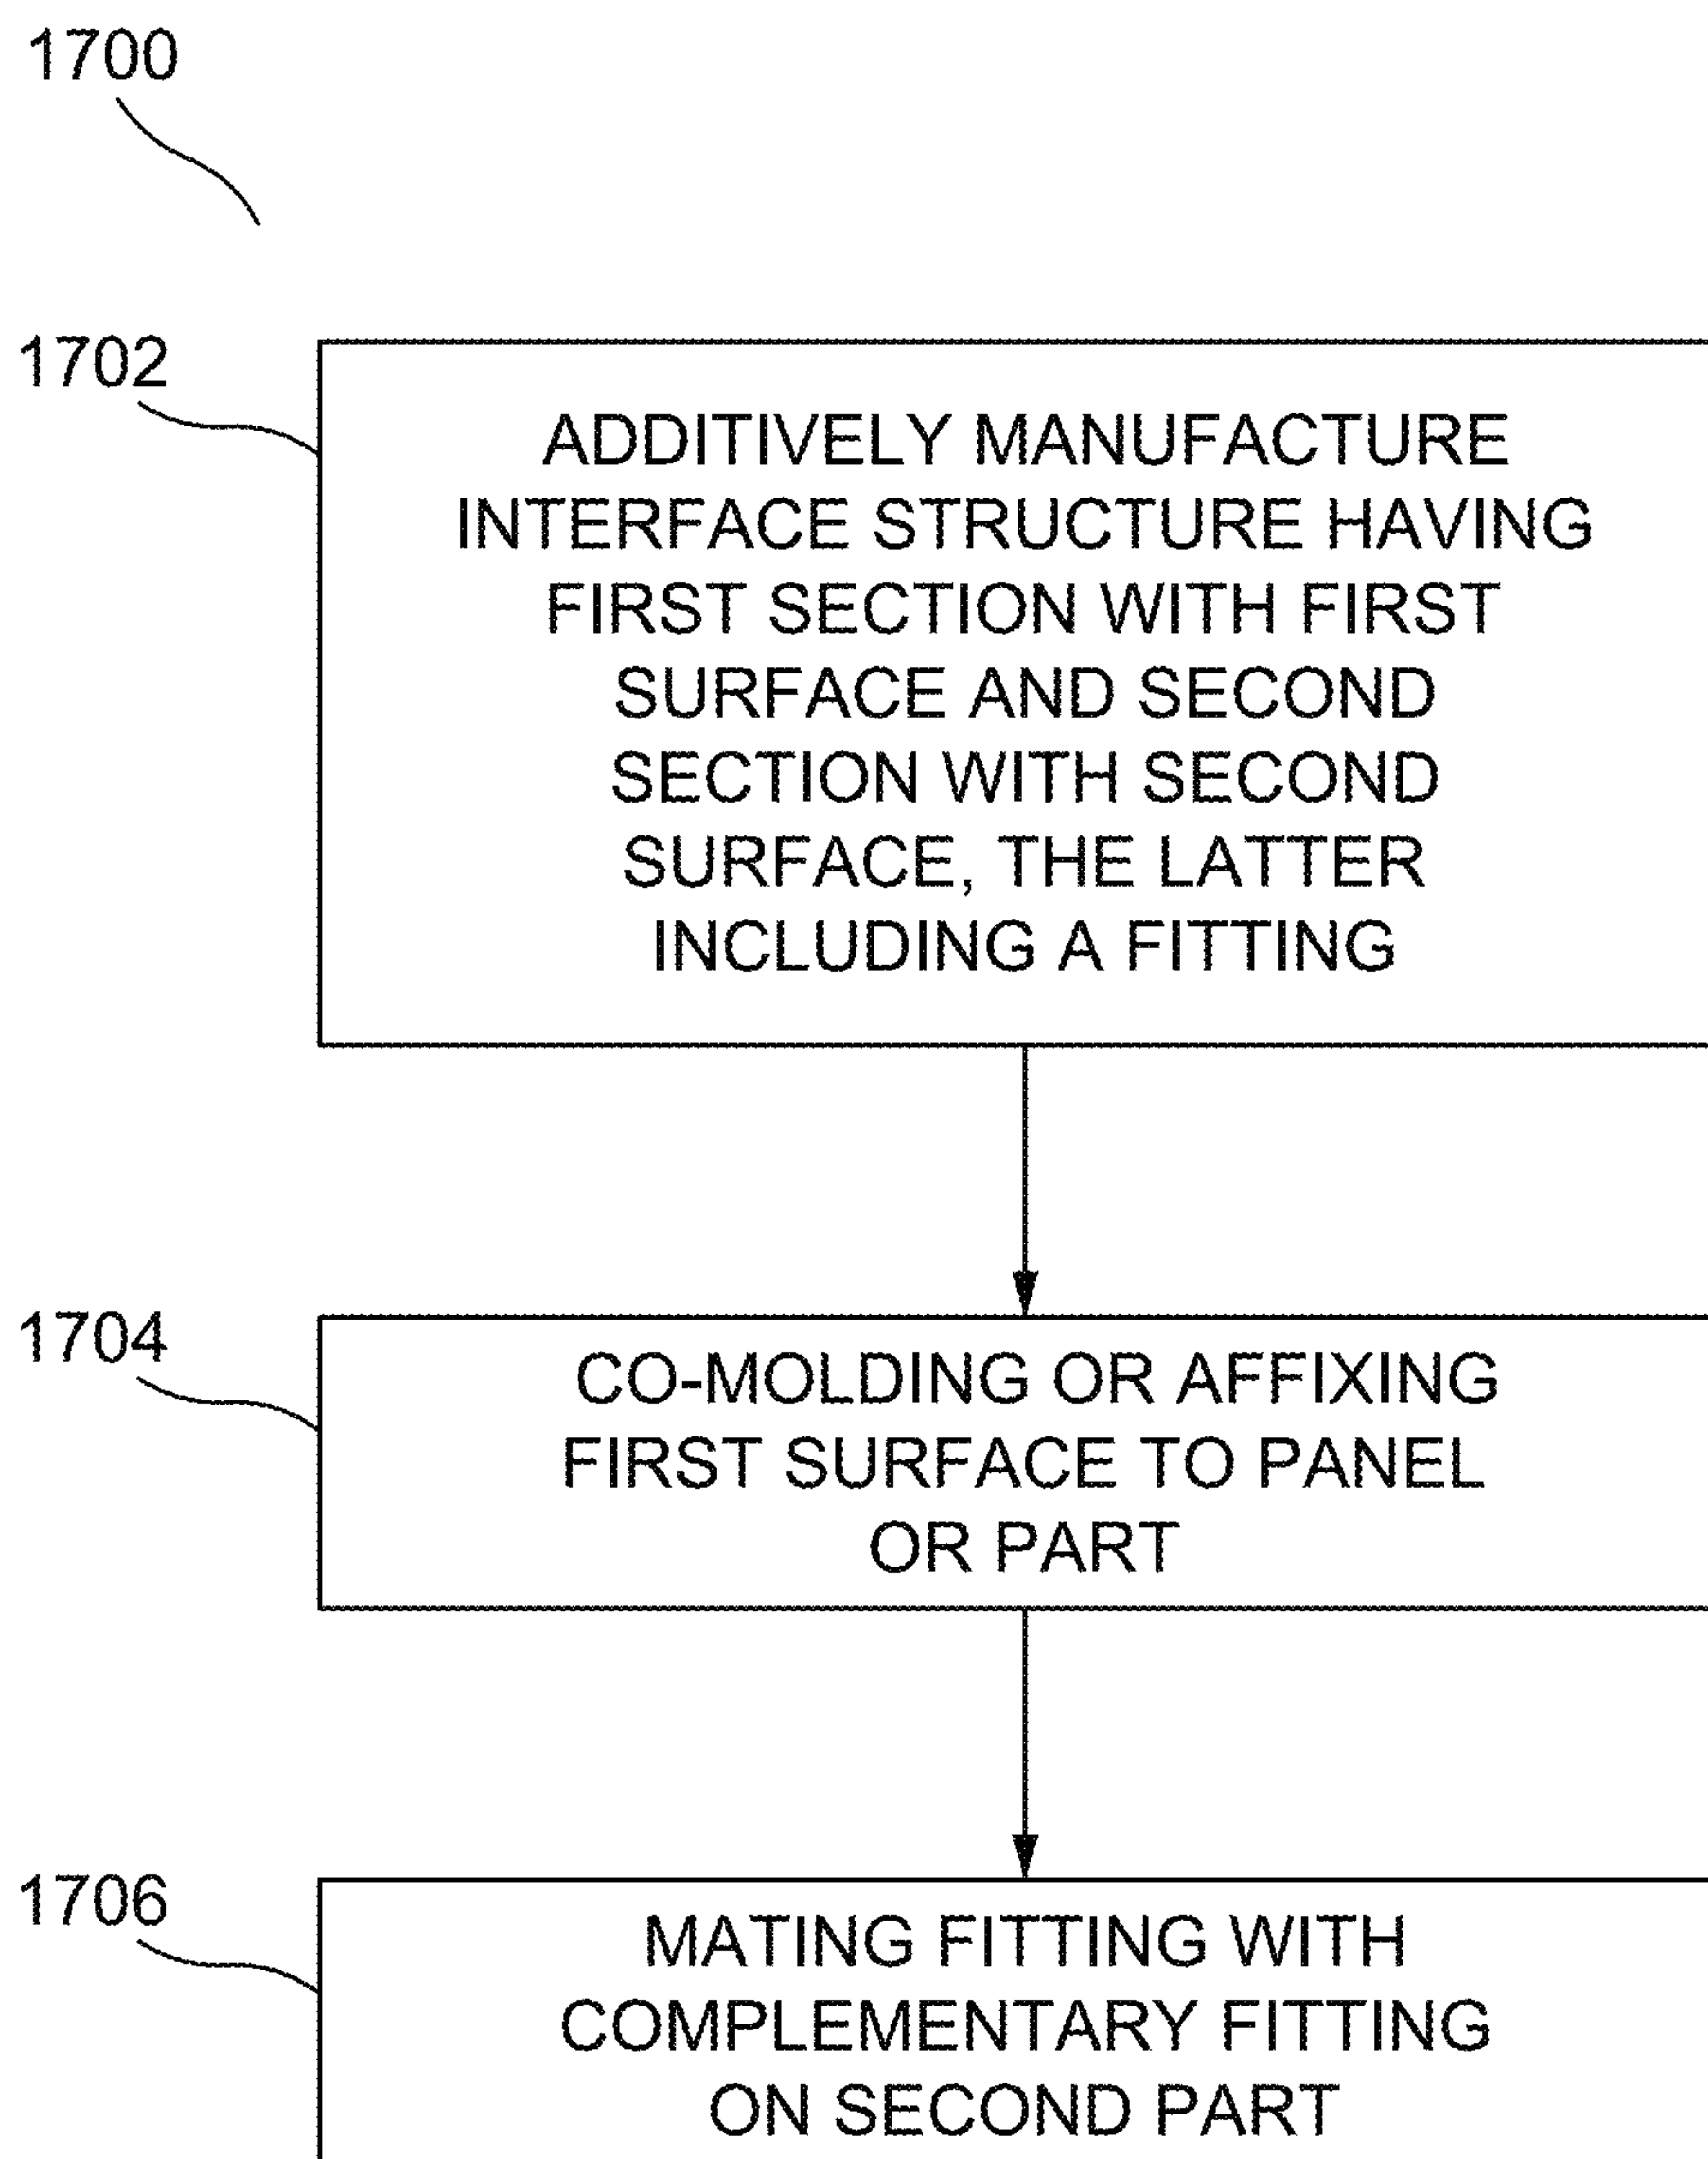 1700
1702
ADDITIVELY MANUFACTURE
INTERFACE STRUCTURE HAVING
FIRST SECTION WITH FIRST
SURFACE AND SECOND
SECTION WITH SECOND
SURFACE, THE LATTER
INCLUDING A FITTING
1704
CO-MOLDING OR AFFIXING
FIRST SURFACE TO PANEL
OR PART
1706
MATING FITTING WITH
COMPLEMENTARY FITTING
ON SECOND PART